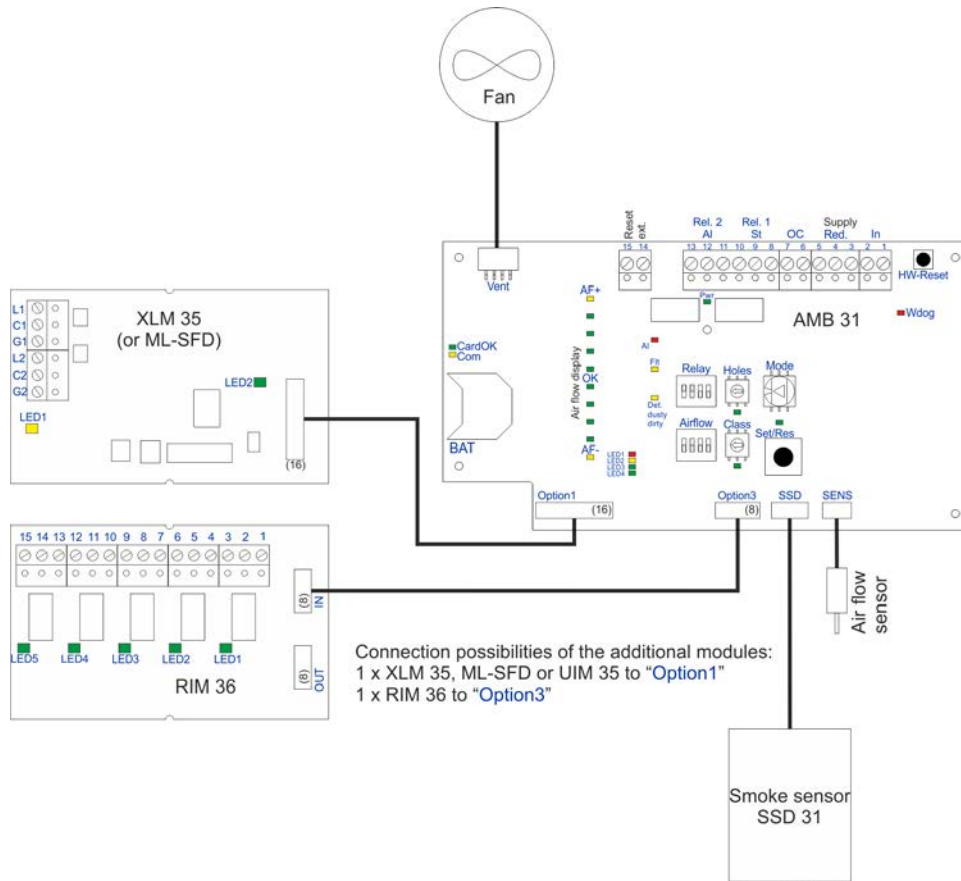 Fan
Vent
Reset
ext.
15 14
Rel. 2
Al
Rel. 1
St
OC
Supply
Red.
In
13 12 11 10 9 8 7 6 5 4 3 2 1
HW-Reset
Pwr
AMB 31
Wdog
AF+
Air flow display
OK
AF-
CardOK
Com
BAT
Al
Flt
Det.
dusty
dirty
LED1
LED2
LED3
LED4
Relay
Holes
Mode
Airflow
Class
Set/Res
Option1
(16)
Option3
(8)
SSD
SENS
XLM 35
(or ML-SFD)
L1
C1
G1
L2
C2
G2
LED1
LED2
(16)
15 14 13 12 11 10 9 8 7 6 5 4 3 2 1
(8)
IN
(8)
OUT
LED5
LED4
LED3
LED2
LED1
RIM 36
Air flow
sensor
Connection possibilities of the additional modules:
1 x XLM 35, ML-SFD or UIM 35 to “Option1”
1 x RIM 36 to “Option3”
Smoke sensor
SSD 31